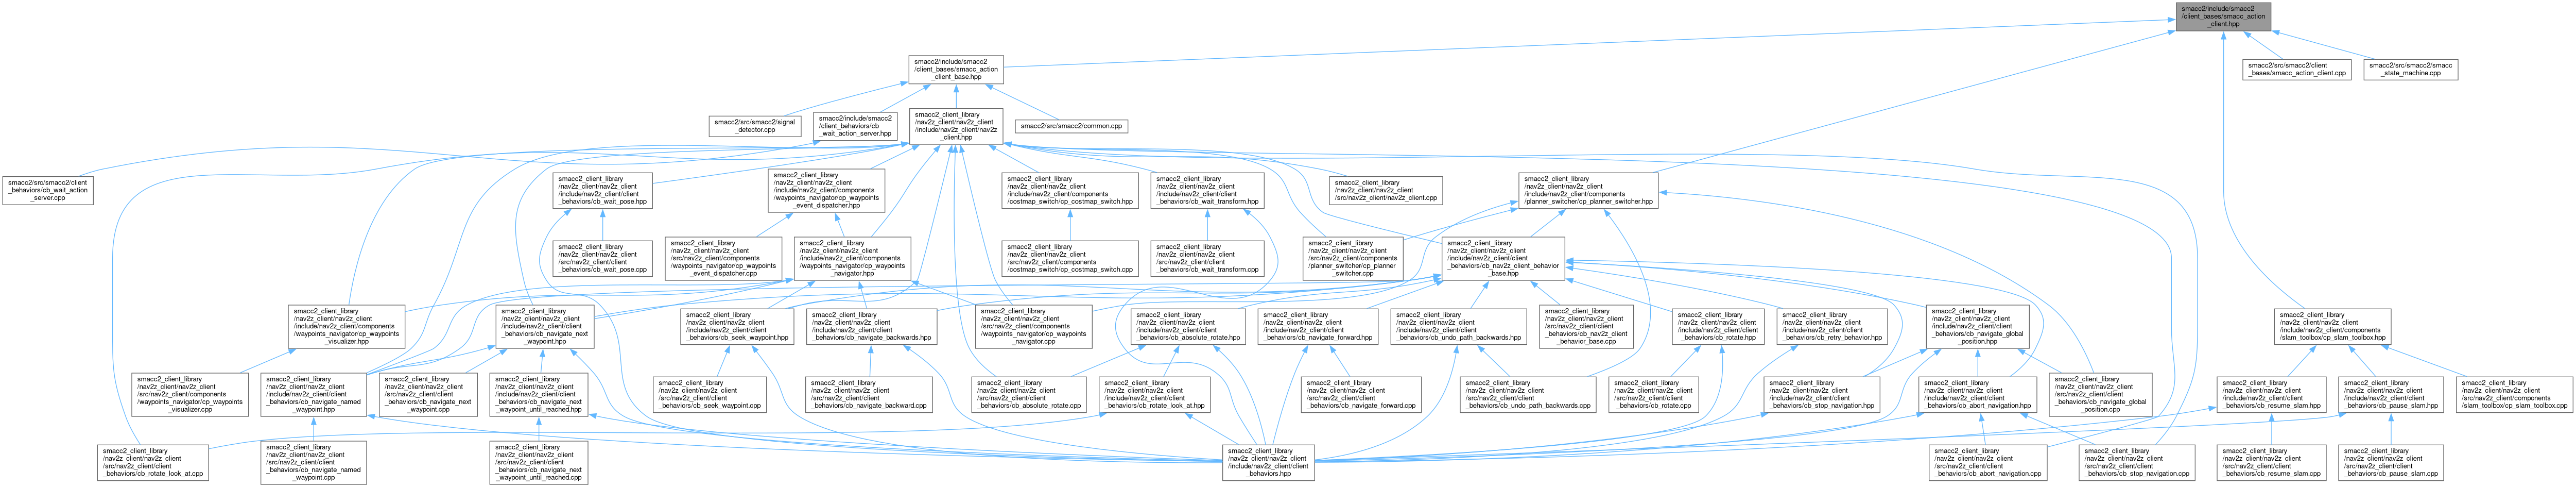 smacc2/include/smacc2
/client_bases/smacc_action
_client.hpp
smacc2/include/smacc2
/client_bases/smacc_action
_client_base.hpp
smacc2/src/smacc2/client
_bases/smacc_action_client.cpp
smacc2/src/smacc2/smacc
_state_machine.cpp
smacc2/src/smacc2/signal
_detector.cpp
smacc2/include/smacc2
/client_behaviors/cb
_wait_action_server.hpp
smacc2_client_library
/nav2z_client/nav2z_client
/include/nav2z_client/nav2z
_client.hpp
smacc2/src/smacc2/common.cpp
smacc2/src/smacc2/client
_behaviors/cb_wait_action
_server.cpp
smacc2_client_library
/nav2z_client/nav2z_client
/include/nav2z_client/client
_behaviors/cb_wait_pose.hpp
smacc2_client_library
/nav2z_client/nav2z_client
/include/nav2z_client/components
/waypoints_navigator/cp_waypoints
_event_dispatcher.hpp
smacc2_client_library
/nav2z_client/nav2z_client
/include/nav2z_client/components
/costmap_switch/cp_costmap_switch.hpp
smacc2_client_library
/nav2z_client/nav2z_client
/include/nav2z_client/client
_behaviors/cb_wait_transform.hpp
smacc2_client_library
/nav2z_client/nav2z_client
/src/nav2z_client/nav2z_client.cpp
smacc2_client_library
/nav2z_client/nav2z_client
/include/nav2z_client/components
/planner_switcher/cp_planner_switcher.hpp
smacc2_client_library
/nav2z_client/nav2z_client
/src/nav2z_client/client
_behaviors/cb_wait_pose.cpp
smacc2_client_library
/nav2z_client/nav2z_client
/src/nav2z_client/components
/waypoints_navigator/cp_waypoints
_event_dispatcher.cpp
smacc2_client_library
/nav2z_client/nav2z_client
/include/nav2z_client/components
/waypoints_navigator/cp_waypoints
_navigator.hpp
smacc2_client_library
/nav2z_client/nav2z_client
/src/nav2z_client/components
/costmap_switch/cp_costmap_switch.cpp
smacc2_client_library
/nav2z_client/nav2z_client
/src/nav2z_client/client
_behaviors/cb_wait_transform.cpp
smacc2_client_library
/nav2z_client/nav2z_client
/src/nav2z_client/components
/planner_switcher/cp_planner
_switcher.cpp
smacc2_client_library
/nav2z_client/nav2z_client
/include/nav2z_client/client
_behaviors/cb_nav2z_client_behavior
_base.hpp
smacc2_client_library
/nav2z_client/nav2z_client
/include/nav2z_client/components
/waypoints_navigator/cp_waypoints
_visualizer.hpp
smacc2_client_library
/nav2z_client/nav2z_client
/include/nav2z_client/client
_behaviors/cb_navigate_next
_waypoint.hpp
smacc2_client_library
/nav2z_client/nav2z_client
/include/nav2z_client/client
_behaviors/cb_seek_waypoint.hpp
smacc2_client_library
/nav2z_client/nav2z_client
/include/nav2z_client/client
_behaviors/cb_navigate_backwards.hpp
smacc2_client_library
/nav2z_client/nav2z_client
/src/nav2z_client/components
/waypoints_navigator/cp_waypoints
_navigator.cpp
smacc2_client_library
/nav2z_client/nav2z_client
/include/nav2z_client/client
_behaviors/cb_absolute_rotate.hpp
smacc2_client_library
/nav2z_client/nav2z_client
/include/nav2z_client/client
_behaviors/cb_navigate_forward.hpp
smacc2_client_library
/nav2z_client/nav2z_client
/include/nav2z_client/client
_behaviors/cb_undo_path_backwards.hpp
smacc2_client_library
/nav2z_client/nav2z_client
/src/nav2z_client/client
_behaviors/cb_nav2z_client
_behavior_base.cpp
smacc2_client_library
/nav2z_client/nav2z_client
/include/nav2z_client/client
_behaviors/cb_rotate.hpp
smacc2_client_library
/nav2z_client/nav2z_client
/include/nav2z_client/client
_behaviors/cb_retry_behavior.hpp
smacc2_client_library
/nav2z_client/nav2z_client
/include/nav2z_client/client
_behaviors/cb_navigate_global
_position.hpp
smacc2_client_library
/nav2z_client/nav2z_client
/include/nav2z_client/components
/slam_toolbox/cp_slam_toolbox.hpp
smacc2_client_library
/nav2z_client/nav2z_client
/src/nav2z_client/components
/waypoints_navigator/cp_waypoints
_visualizer.cpp
smacc2_client_library
/nav2z_client/nav2z_client
/include/nav2z_client/client
_behaviors/cb_navigate_named
_waypoint.hpp
smacc2_client_library
/nav2z_client/nav2z_client
/src/nav2z_client/client
_behaviors/cb_navigate_next
_waypoint.cpp
smacc2_client_library
/nav2z_client/nav2z_client
/include/nav2z_client/client
_behaviors/cb_navigate_next
_waypoint_until_reached.hpp
smacc2_client_library
/nav2z_client/nav2z_client
/src/nav2z_client/client
_behaviors/cb_seek_waypoint.cpp
smacc2_client_library
/nav2z_client/nav2z_client
/src/nav2z_client/client
_behaviors/cb_navigate_backward.cpp
smacc2_client_library
/nav2z_client/nav2z_client
/src/nav2z_client/client
_behaviors/cb_absolute_rotate.cpp
smacc2_client_library
/nav2z_client/nav2z_client
/include/nav2z_client/client
_behaviors/cb_rotate_look_at.hpp
smacc2_client_library
/nav2z_client/nav2z_client
/src/nav2z_client/client
_behaviors/cb_navigate_forward.cpp
smacc2_client_library
/nav2z_client/nav2z_client
/src/nav2z_client/client
_behaviors/cb_undo_path_backwards.cpp
smacc2_client_library
/nav2z_client/nav2z_client
/src/nav2z_client/client
_behaviors/cb_rotate.cpp
smacc2_client_library
/nav2z_client/nav2z_client
/include/nav2z_client/client
_behaviors/cb_stop_navigation.hpp
smacc2_client_library
/nav2z_client/nav2z_client
/include/nav2z_client/client
_behaviors/cb_abort_navigation.hpp
smacc2_client_library
/nav2z_client/nav2z_client
/src/nav2z_client/client
_behaviors/cb_navigate_global
_position.cpp
smacc2_client_library
/nav2z_client/nav2z_client
/include/nav2z_client/client
_behaviors/cb_resume_slam.hpp
smacc2_client_library
/nav2z_client/nav2z_client
/include/nav2z_client/client
_behaviors/cb_pause_slam.hpp
smacc2_client_library
/nav2z_client/nav2z_client
/src/nav2z_client/components
/slam_toolbox/cp_slam_toolbox.cpp
smacc2_client_library
/nav2z_client/nav2z_client
/src/nav2z_client/client
_behaviors/cb_rotate_look_at.cpp
smacc2_client_library
/nav2z_client/nav2z_client
/src/nav2z_client/client
_behaviors/cb_navigate_named
_waypoint.cpp
smacc2_client_library
/nav2z_client/nav2z_client
/src/nav2z_client/client
_behaviors/cb_navigate_next
_waypoint_until_reached.cpp
smacc2_client_library
/nav2z_client/nav2z_client
/include/nav2z_client/client
_behaviors.hpp
smacc2_client_library
/nav2z_client/nav2z_client
/src/nav2z_client/client
_behaviors/cb_abort_navigation.cpp
smacc2_client_library
/nav2z_client/nav2z_client
/src/nav2z_client/client
_behaviors/cb_stop_navigation.cpp
smacc2_client_library
/nav2z_client/nav2z_client
/src/nav2z_client/client
_behaviors/cb_resume_slam.cpp
smacc2_client_library
/nav2z_client/nav2z_client
/src/nav2z_client/client
_behaviors/cb_pause_slam.cpp